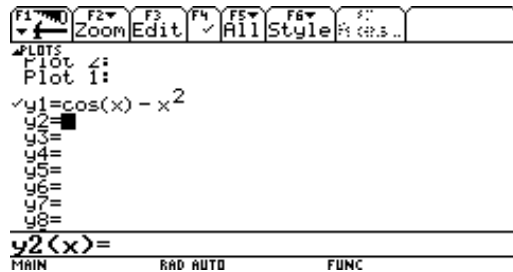 F1 F2 Zoom F3 Edit F4 ✓ F5 All F6 Style
PLOTS
Plot 2:
Plot 1:
✓y1=cos(x) - x²
y2=
y3=
y4=
y5=
y6=
y7=
y8=
y2(x)=
MAIN RAD AUTO FUNC